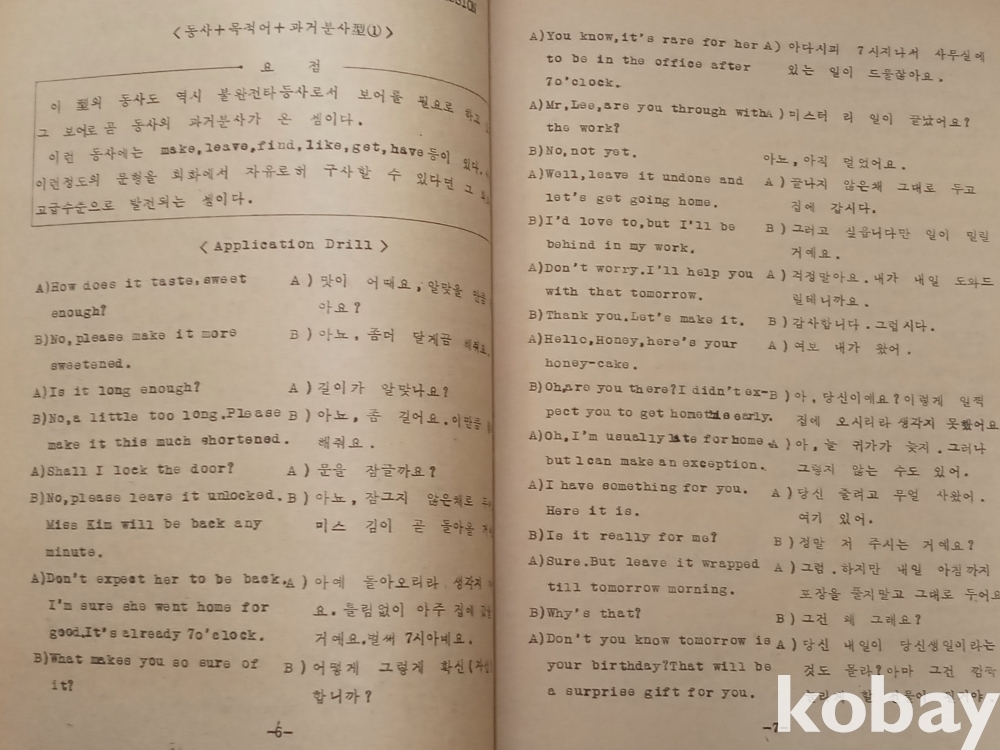 <동사+목적어+과거분사型①>
요 점
이 型의 동사도 역시 불완전타동사로서 보어를 필요로 하고
그 보어로 곧 동사의 과거분사가 온 셈이다.
이런 동사에는 make,leave,find,like,get,have등이 있다.
이런정도의 문형을 회화에서 자유로히 구사할 수 있다면 그
고급수준으로 발전되는 셈이다.
< Application Drill >
A)How does it taste,sweet
enough?
B)No,please make it more
sweetened.
A)Is it long enough?
B)No,a little too long.Please
make it this much shortened.
A)Shall I lock the door?
B)No,please leave it unlocked.
Miss Kim will be back any
minute.
A)Don't expect her to be back.
I'm sure she went home for
good.It's already 7o'clock.
B)What makes you so sure of
it?
A)맛이 어때요,알맞을
아요?
B)아뇨,좀더 달게끔 해줘요.
A)길이가 알맞나요?
B)아뇨,좀 길어요.이만큼
해줘요.
A)문을 잠글까요?
B)아뇨,잠그지 않은채로
미스 김이 곧 돌아올
A)아예 돌아오리라 생각지
요.틀림없이 아주 집에
거예요.벌써 7시아녜요.
B)어떻게 그렇게 확신(자신)
합니까?
-6-
A)You know,it's rare for her
to be in the office after
7o'clock.
A)Mr,Lee,are you through with
the work?
B)No,not yet.
A)Well,leave it undone and
let's get going home.
B)I'd love to,but I'll be
behind in my work.
A)Don't worry.I'll help you
with that tomorrow.
B)Thank you.Let's make it.
A)Hello,Honey,here's your
honey-cake.
B)Oh,are you there?I didn't ex-
pect you to get home this early.
A)Oh,I'm usually late for home
but I can make an exception.
A)I have something for you.
Here it is.
B)Is it really for me?
A)Sure.But leave it wrapped
till tomorrow morning.
B)Why's that?
A)Don't you know tomorrow is
your birthday?That will be
a surprise gift for you.
A)아다시피 7시지나서 사무실에
있는 일이 드물잖아요.
A)미스터 리 일이 끝났어요?
아뇨,아직 멀었어요.
A)끝나지 않은채 그대로 두고
집에 갑시다.
B)그러고 싶읍니다만 일이 밀릴
거예요.
A)걱정말아요.내가 내일 도와드
릴테니까요.
B)감사합니다.그럽시다.
A)여보 내가 왔어.
B)아,당신이예요?이렇게 일찍
집에 오시리라 생각지 못했어요
A)아,늘 귀가가 늦지.그러나
그렇지 않는 수도 있어.
A)당신 줄려고 무얼 사왔어.
여기 있어.
B)정말 저 주시는 거예요?
A)그럼.하지만 내일 아침까지
포장을 풀지말고 그대로 두어요
B)그건 왜 그래요?
A)당신 내일이 당신생일이라는
것도 몰라?아마 그건 깜짝
-7-
kobay